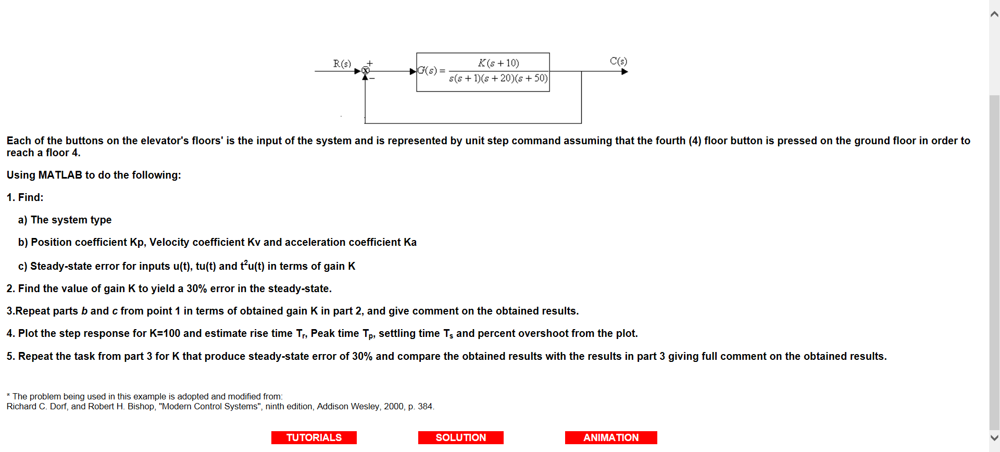 R(s)
+
−
x
G(s) =
K(s + 10)
s(s + 1)(s + 20)(s + 50)
C(s)
Each of the buttons on the elevator's floors' is the input of the system and is represented by unit step command assuming that the fourth (4) floor button is pressed on the ground floor in order to
reach a floor 4.
Using MATLAB to do the following:
1. Find:
a) The system type
b) Position coefficient Kp, Velocity coefficient Kv and acceleration coefficient Ka
c) Steady-state error for inputs u(t), tu(t) and t²u(t) in terms of gain K
2. Find the value of gain K to yield a 30% error in the steady-state.
3.Repeat parts b and c from point 1 in terms of obtained gain K in part 2, and give comment on the obtained results.
4. Plot the step response for K=100 and estimate rise time Tr, Peak time Tp, settling time Ts and percent overshoot from the plot.
5. Repeat the task from part 3 for K that produce steady-state error of 30% and compare the obtained results with the results in part 3 giving full comment on the obtained results.
* The problem being used in this example is adopted and modified from:
Richard C. Dorf, and Robert H. Bishop, "Modern Control Systems", ninth edition, Addison Wesley, 2000, p. 384.
TUTORIALS
SOLUTION
ANIMATION